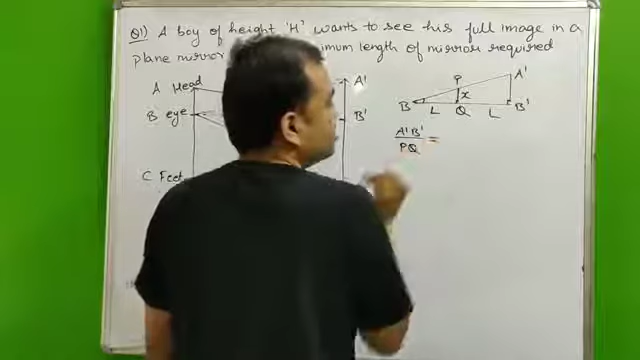 Q1) A boy of height 'H' wants to see his full image in a
plane mirror length of mirror required
A Head A'
B eye B'
C Feet
P A'
x
B L Q L B'
A'B' =
PQ